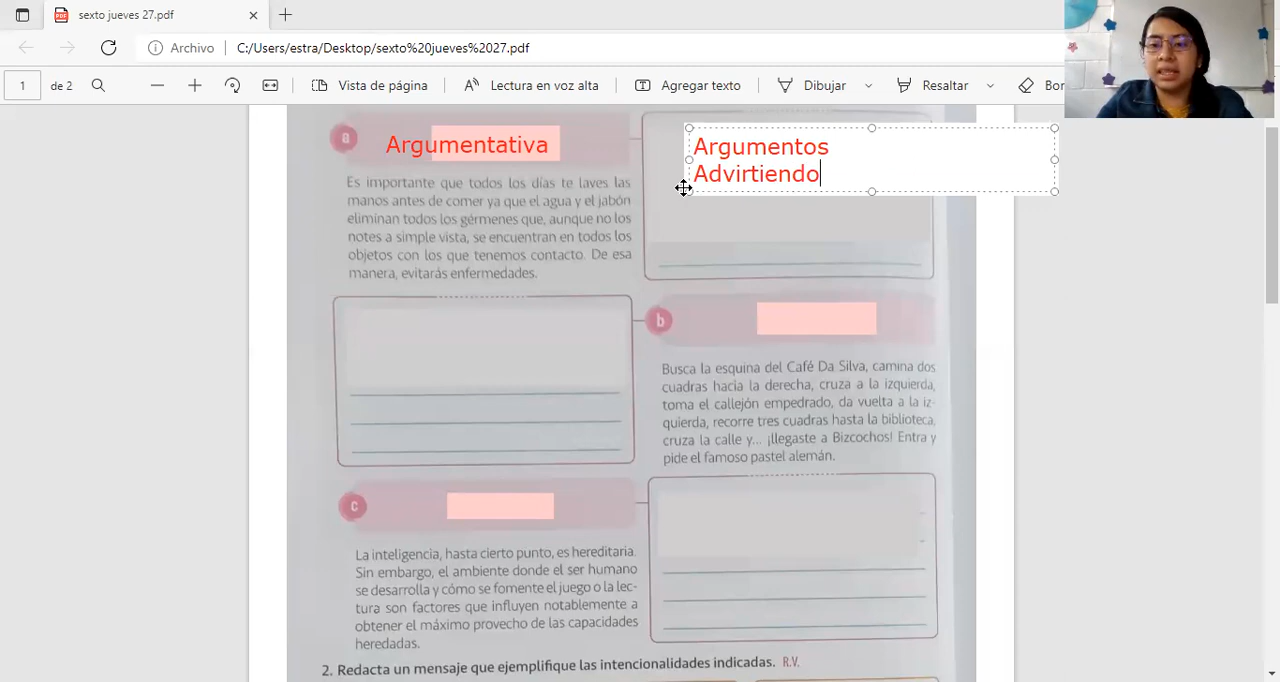 sexto jueves 27.pdf
Archivo
C:/Users/estra/Desktop/sexto%20jueves%2027.pdf
1
de 2
Vista de página
Lectura en voz alta
Agregar texto
Dibujar
Resaltar
Bor
a
Argumentativa
Argumentos
Advirtiendo
Es importante que todos los días te laves las
manos antes de comer ya que el agua y el jabón
eliminan todos los gérmenes que, aunque no los
notes a simple vista, se encuentran en todos los
objetos con los que tenemos contacto. De esa
manera, evitarás enfermedades.
b
Busca la esquina del Café Da Silva, camina dos
cuadras hacia la derecha, cruza a la izquierda,
toma el callejón empedrado, da vuelta a la iz-
quierda, recorre tres cuadras hasta la biblioteca,
cruza la calle y... ¡llegaste a Bizcochos! Entra y
pide el famoso pastel alemán.
c
La inteligencia, hasta cierto punto, es hereditaria.
Sin embargo, el ambiente donde el ser humano
se desarrolla y cómo se fomente el juego o la lec-
tura son factores que influyen notablemente a
obtener el máximo provecho de las capacidades
heredadas.
2. Redacta un mensaje que ejemplifique las intencionalidades indicadas. R.V.